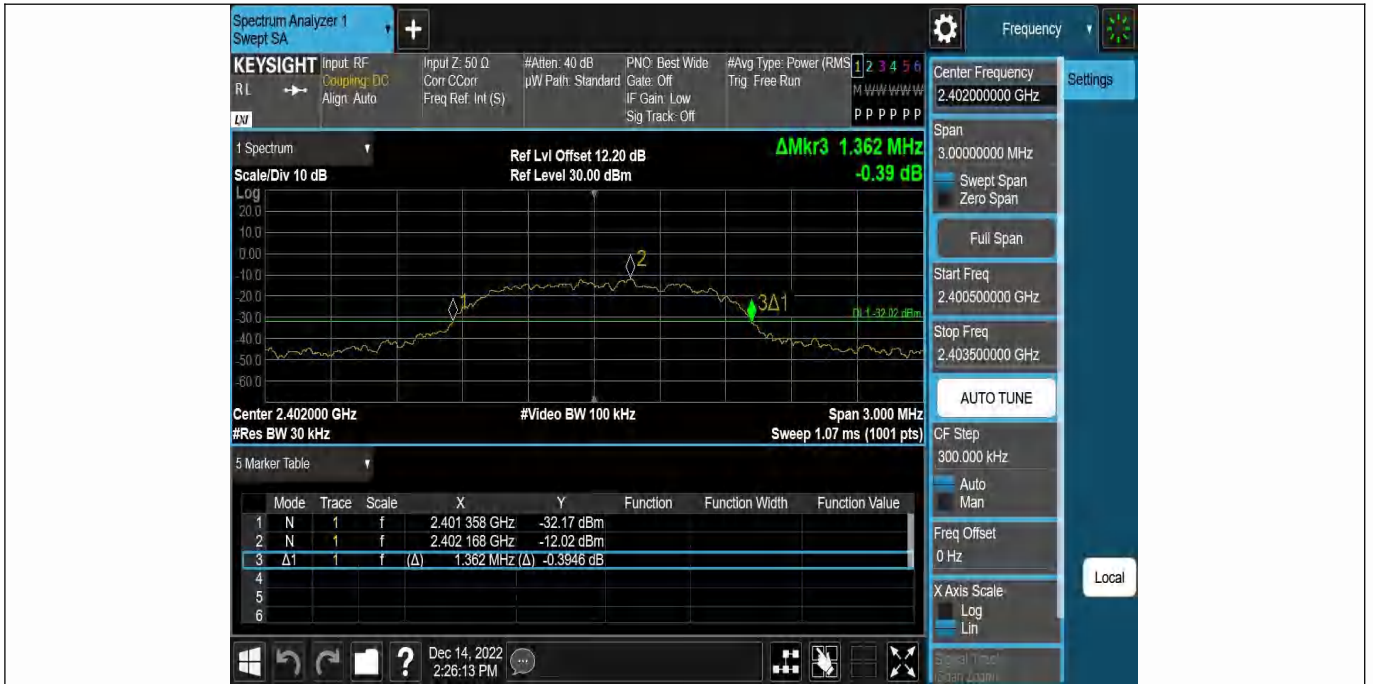 Spectrum Analyzer 1
Swept SA
+
Frequency
KEYSIGHT
RL
LXI
Input: RF
Coupling: DC
Align: Auto
Input Z: 50 Ω
Corr CCorr
Freq Ref: Int (S)
#Atten: 40 dB
µW Path: Standard
PNO: Best Wide
Gate: Off
IF Gain: Low
Sig Track: Off
#Avg Type: Power (RMS
Trig: Free Run
1 2 3 4 5 6
M W W W W W
P P P P P P
1 Spectrum
Scale/Div 10 dB
Ref Lvl Offset 12.20 dB
Ref Level 30.00 dBm
ΔMkr3 1.362 MHz
-0.39 dB
Log
20.0
10.0
0.00
-10.0
-20.0
-30.0
-40.0
-50.0
-60.0
1
2
3Δ1
DL1 -32.02 dBm
Center 2.402000 GHz
#Video BW 100 kHz
Span 3.000 MHz
#Res BW 30 kHz
Sweep 1.07 ms (1001 pts)
5 Marker Table
Mode Trace Scale X Y Function Function Width Function Value
1 N 1 f 2.401 358 GHz -32.17 dBm
2 N 1 f 2.402 168 GHz -12.02 dBm
3 Δ1 1 f (Δ) 1.362 MHz (Δ) -0.3946 dB
4
5
6
?
Dec 14, 2022
2:26:13 PM
Center Frequency
2.402000000 GHz
Settings
Span
3.00000000 MHz
Swept Span
Zero Span
Full Span
Start Freq
2.400500000 GHz
Stop Freq
2.403500000 GHz
AUTO TUNE
CF Step
300.000 kHz
Auto
Man
Freq Offset
0 Hz
X Axis Scale
Log
Lin
Local
Signal Track
(Span Zoom)